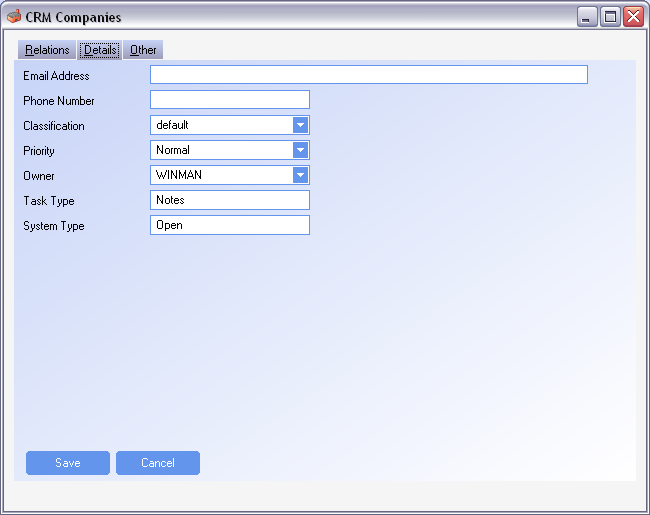 CRM Companies
Relations Details Other
Email Address
Phone Number
Classification default
Priority Normal
Owner WINMAN
Task Type Notes
System Type Open
Save Cancel